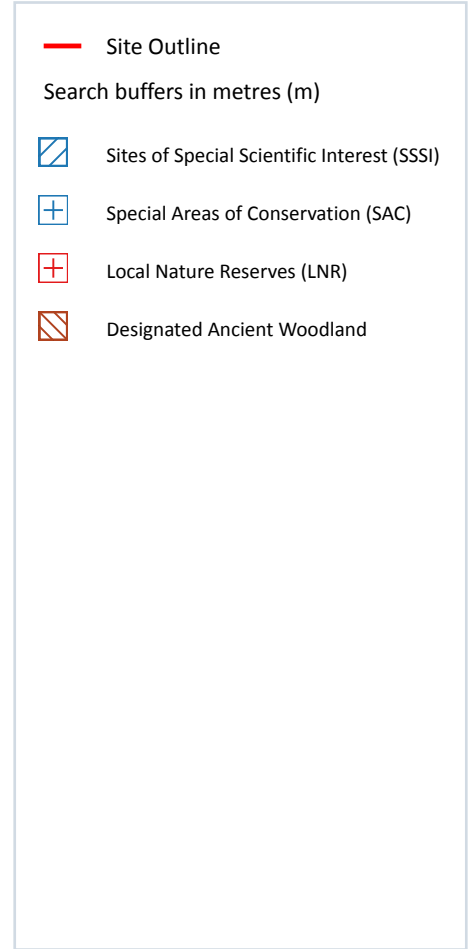 Site Outline
Search buffers in metres (m)
Sites of Special Scientific Interest (SSSI)
Special Areas of Conservation (SAC)
Local Nature Reserves (LNR)
Designated Ancient Woodland